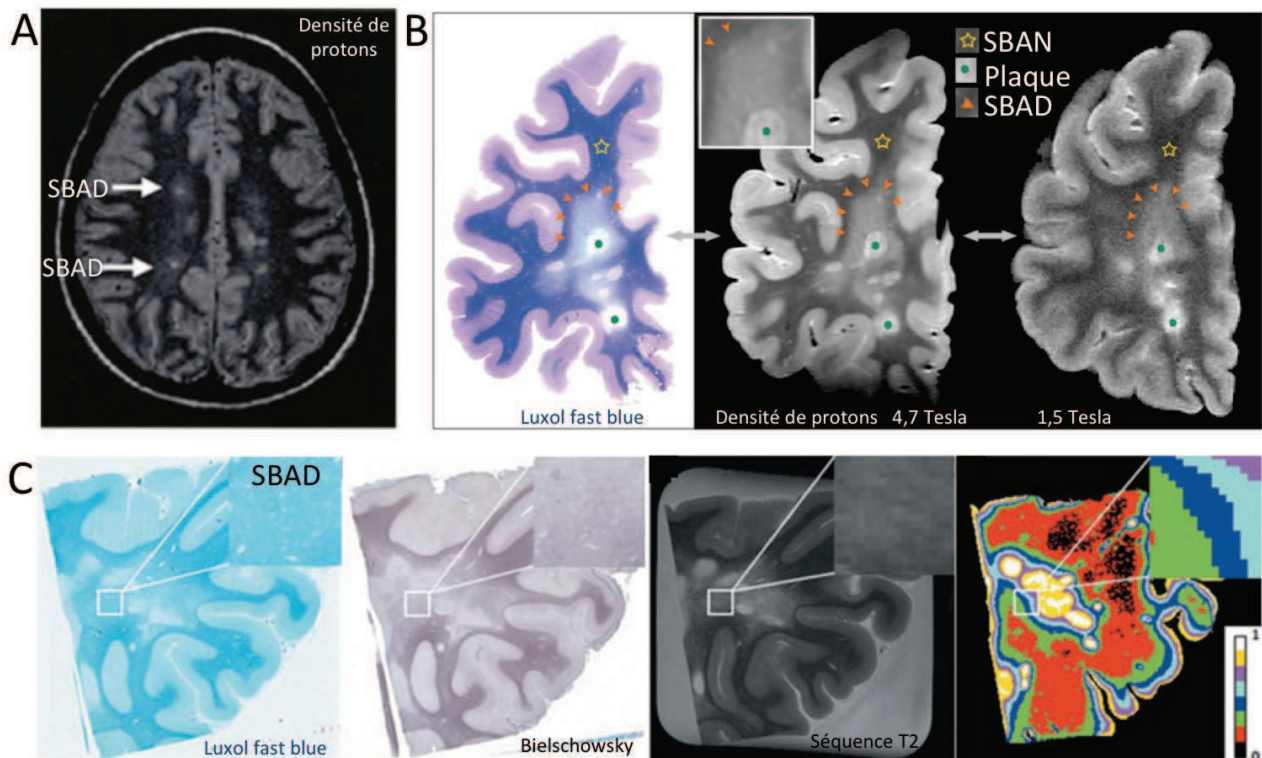 A
Densité de
protons
SBAD
SBAD
B
SBAN
Plaque
SBAD
Luxol fast blue
Densité de protons 4,7 Tesla
1,5 Tesla
C
SBAD
Luxol fast blue
Bielschowsky
Séquence T2
1
0